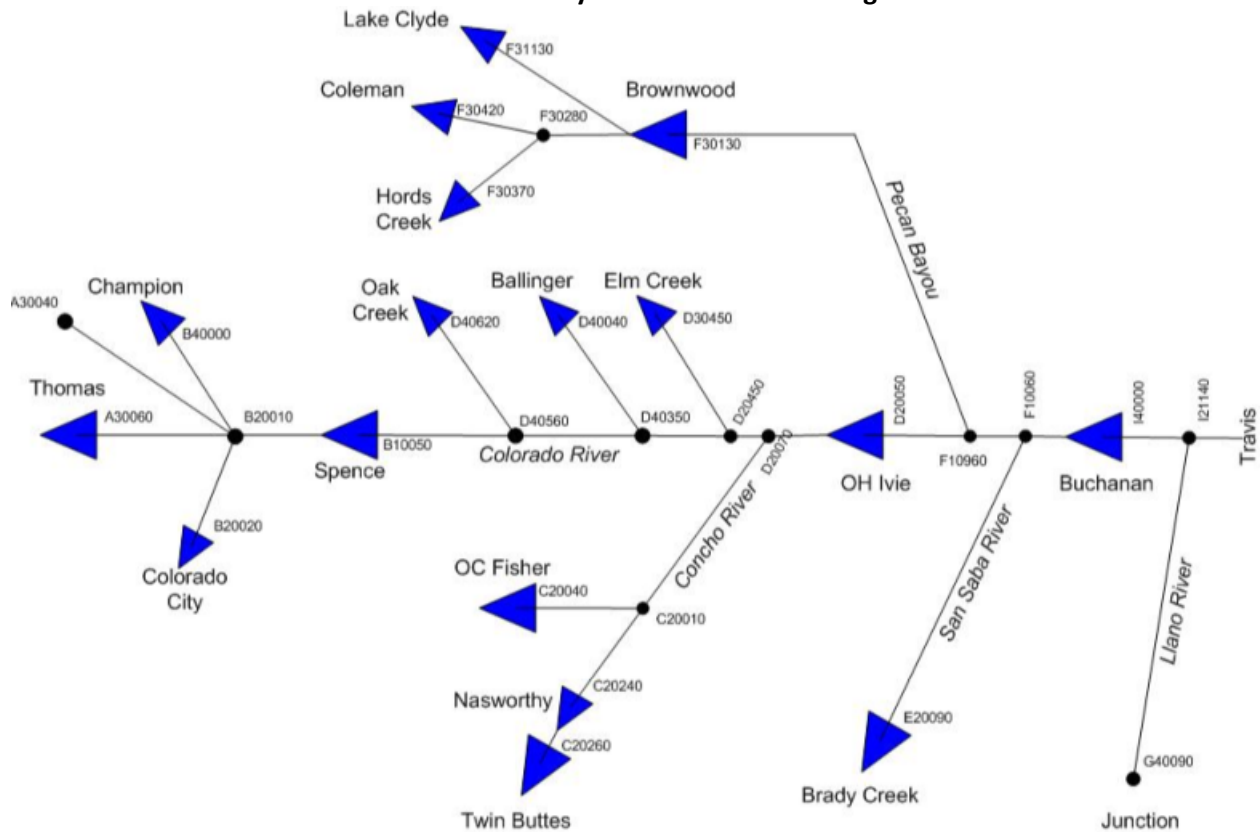 Lake Clyde
F31130
Coleman
F30420
F30280
Brownwood
F30130
Hords
Creek
F30370
Pecan Bayou
Champion
A30040
B40000
Oak
Creek
D40620
Ballinger
D40040
Elm Creek
D30450
Thomas
A30060
B20010
B10050
Spence
D40560
Colorado River
D40350
D20450
D20070
D20050
OH Ivie
F10960
F10060
I40000
Buchanan
I21140
Travis
B20020
Colorado
City
Concho River
OC Fisher
C20040
C20010
San Saba River
Llano River
Nasworthy
C20240
C20260
Twin Buttes
E20090
Brady Creek
G40090
Junction